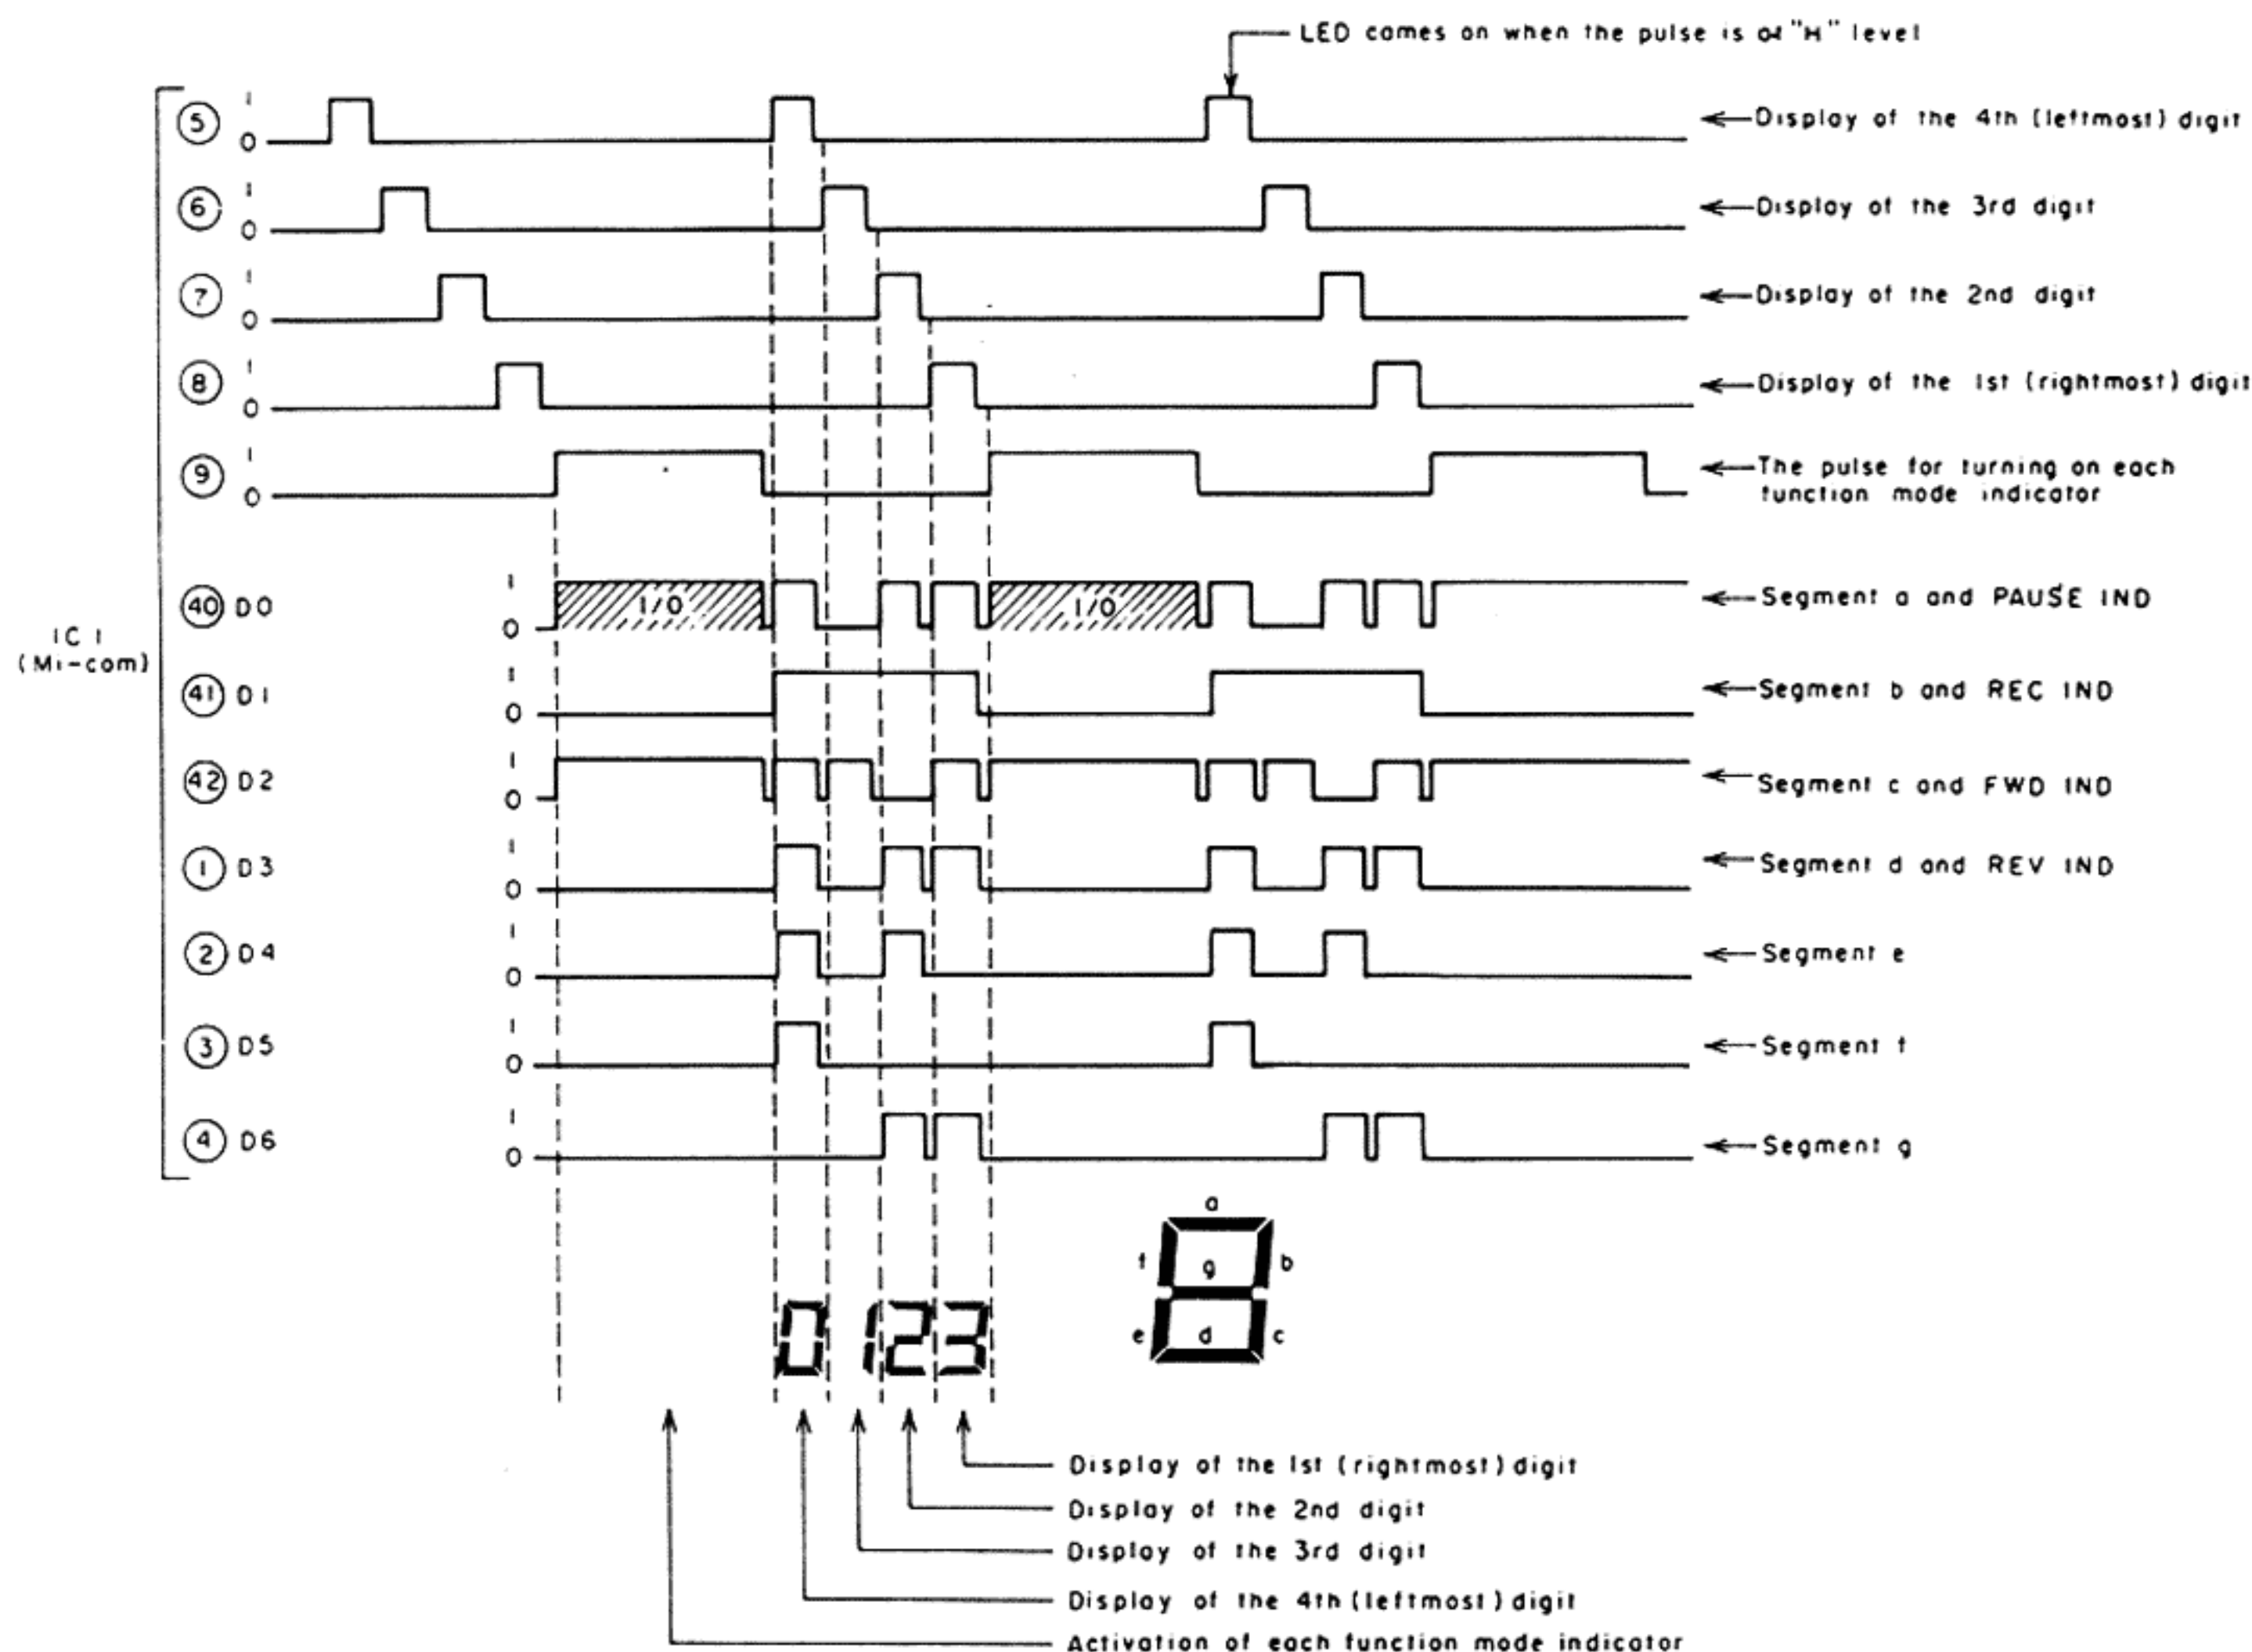 LED comes on when the pulse is at "H" level
5 1 0 Display of the 4th (leftmost) digit
6 1 0 Display of the 3rd digit
7 1 0 Display of the 2nd digit
8 1 0 Display of the 1st (rightmost) digit
9 1 0 The pulse for turning on each
function mode indicator
IC 1
(Mi-com)
40 D0 1 0 1/0 1/0 Segment a and PAUSE IND
41 D1 1 0 Segment b and REC IND
42 D2 1 0 Segment c and FWD IND
1 D3 1 0 Segment d and REV IND
2 D4 1 0 Segment e
3 D5 1 0 Segment f
4 D6 1 0 Segment g
a
f g b
e d c
0123
Display of the 1st (rightmost) digit
Display of the 2nd digit
Display of the 3rd digit
Display of the 4th (leftmost) digit
Activation of each function mode indicator